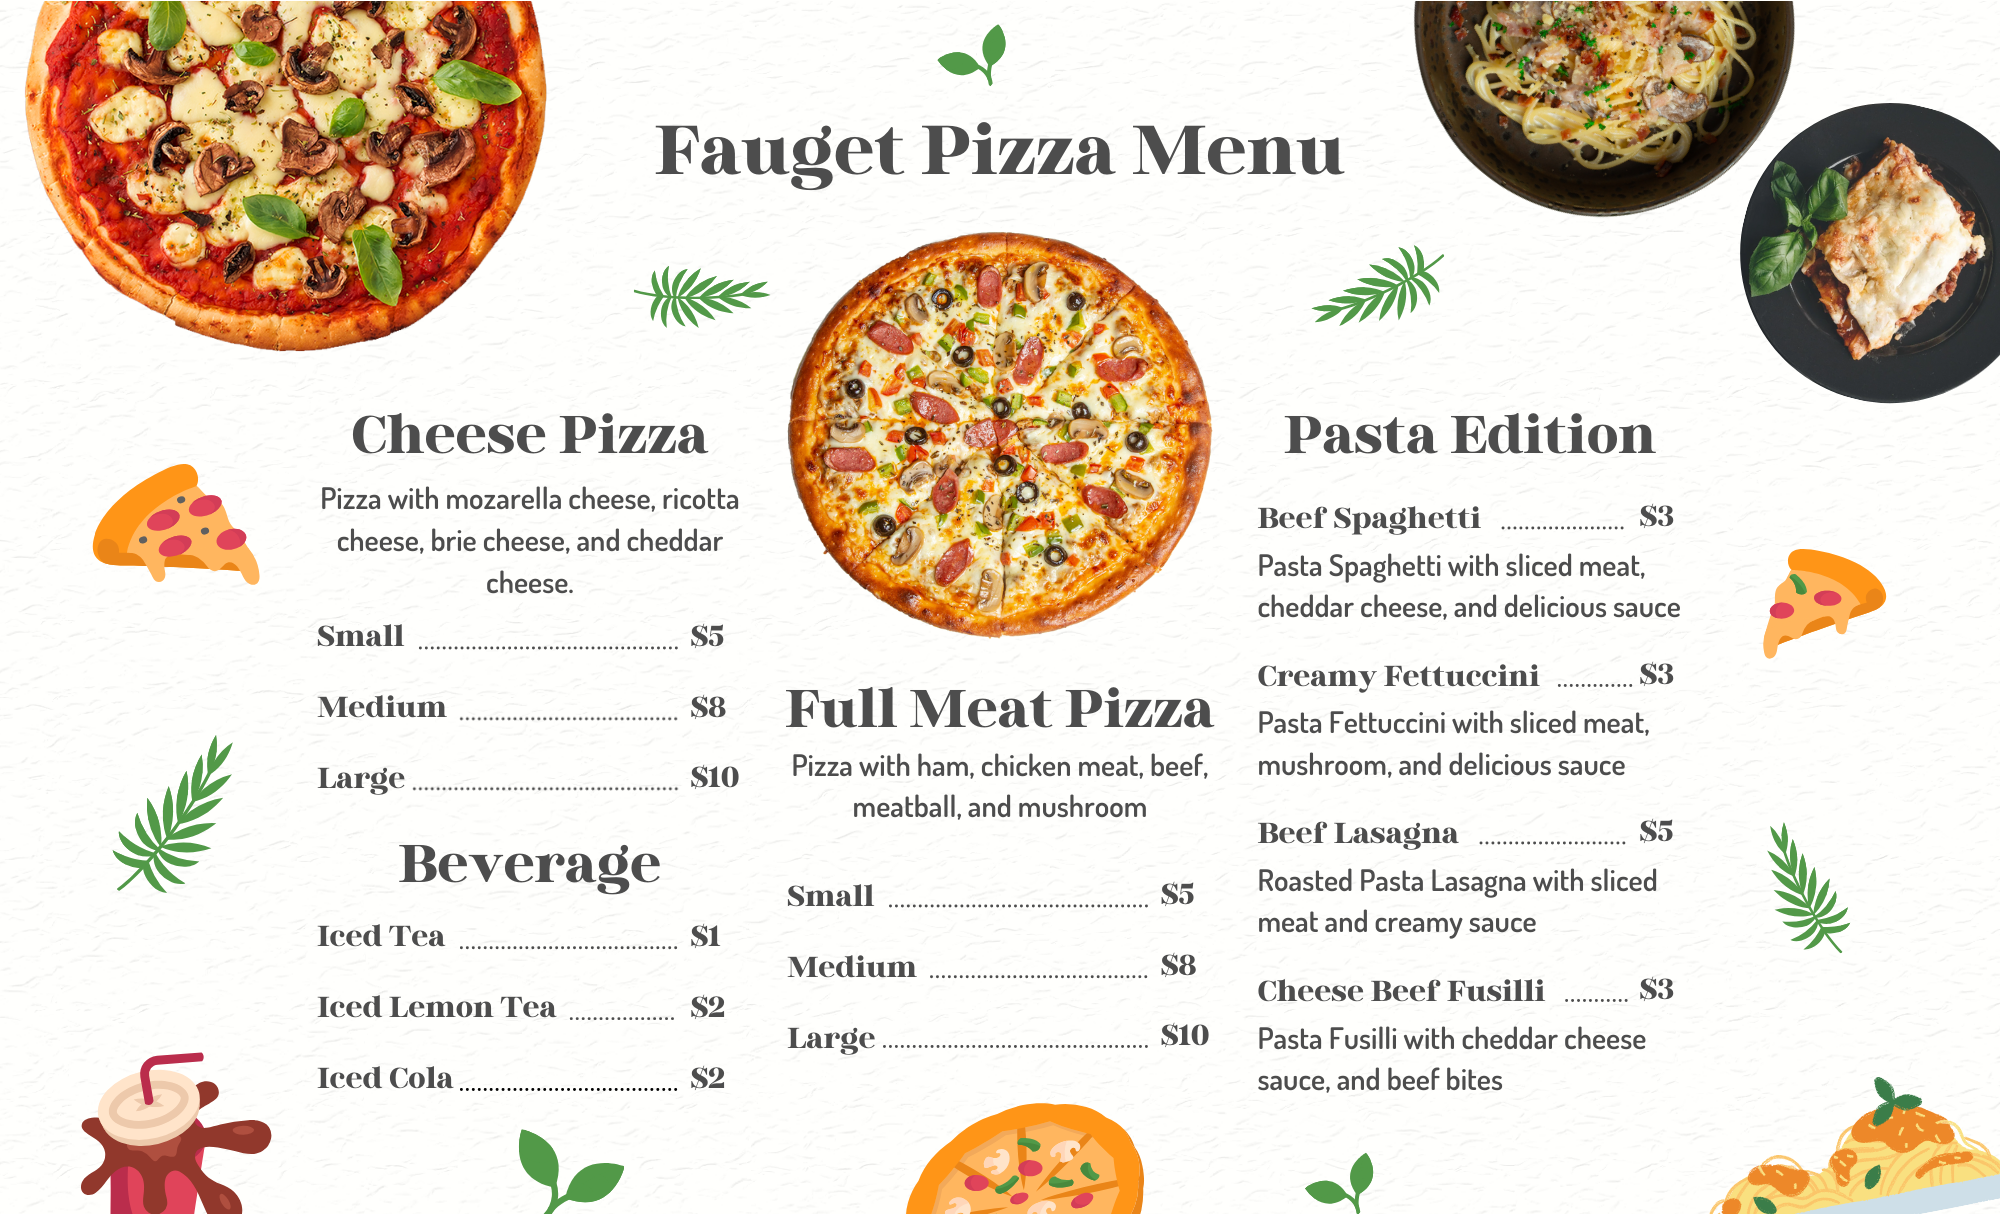 Fauget Pizza Menu
Cheese Pizza
Pizza with mozarella cheese, ricotta
cheese, brie cheese, and cheddar
cheese.
Small $5
Medium $8
Large $10
Beverage
Iced Tea $1
Iced Lemon Tea $2
Iced Cola $2
Full Meat Pizza
Pizza with ham, chicken meat, beef,
meatball, and mushroom
Small $5
Medium $8
Large $10
Pasta Edition
Beef Spaghetti $3
Pasta Spaghetti with sliced meat,
cheddar cheese, and delicious sauce
Creamy Fettuccini $3
Pasta Fettuccini with sliced meat,
mushroom, and delicious sauce
Beef Lasagna $5
Roasted Pasta Lasagna with sliced
meat and creamy sauce
Cheese Beef Fusilli $3
Pasta Fusilli with cheddar cheese
sauce, and beef bites